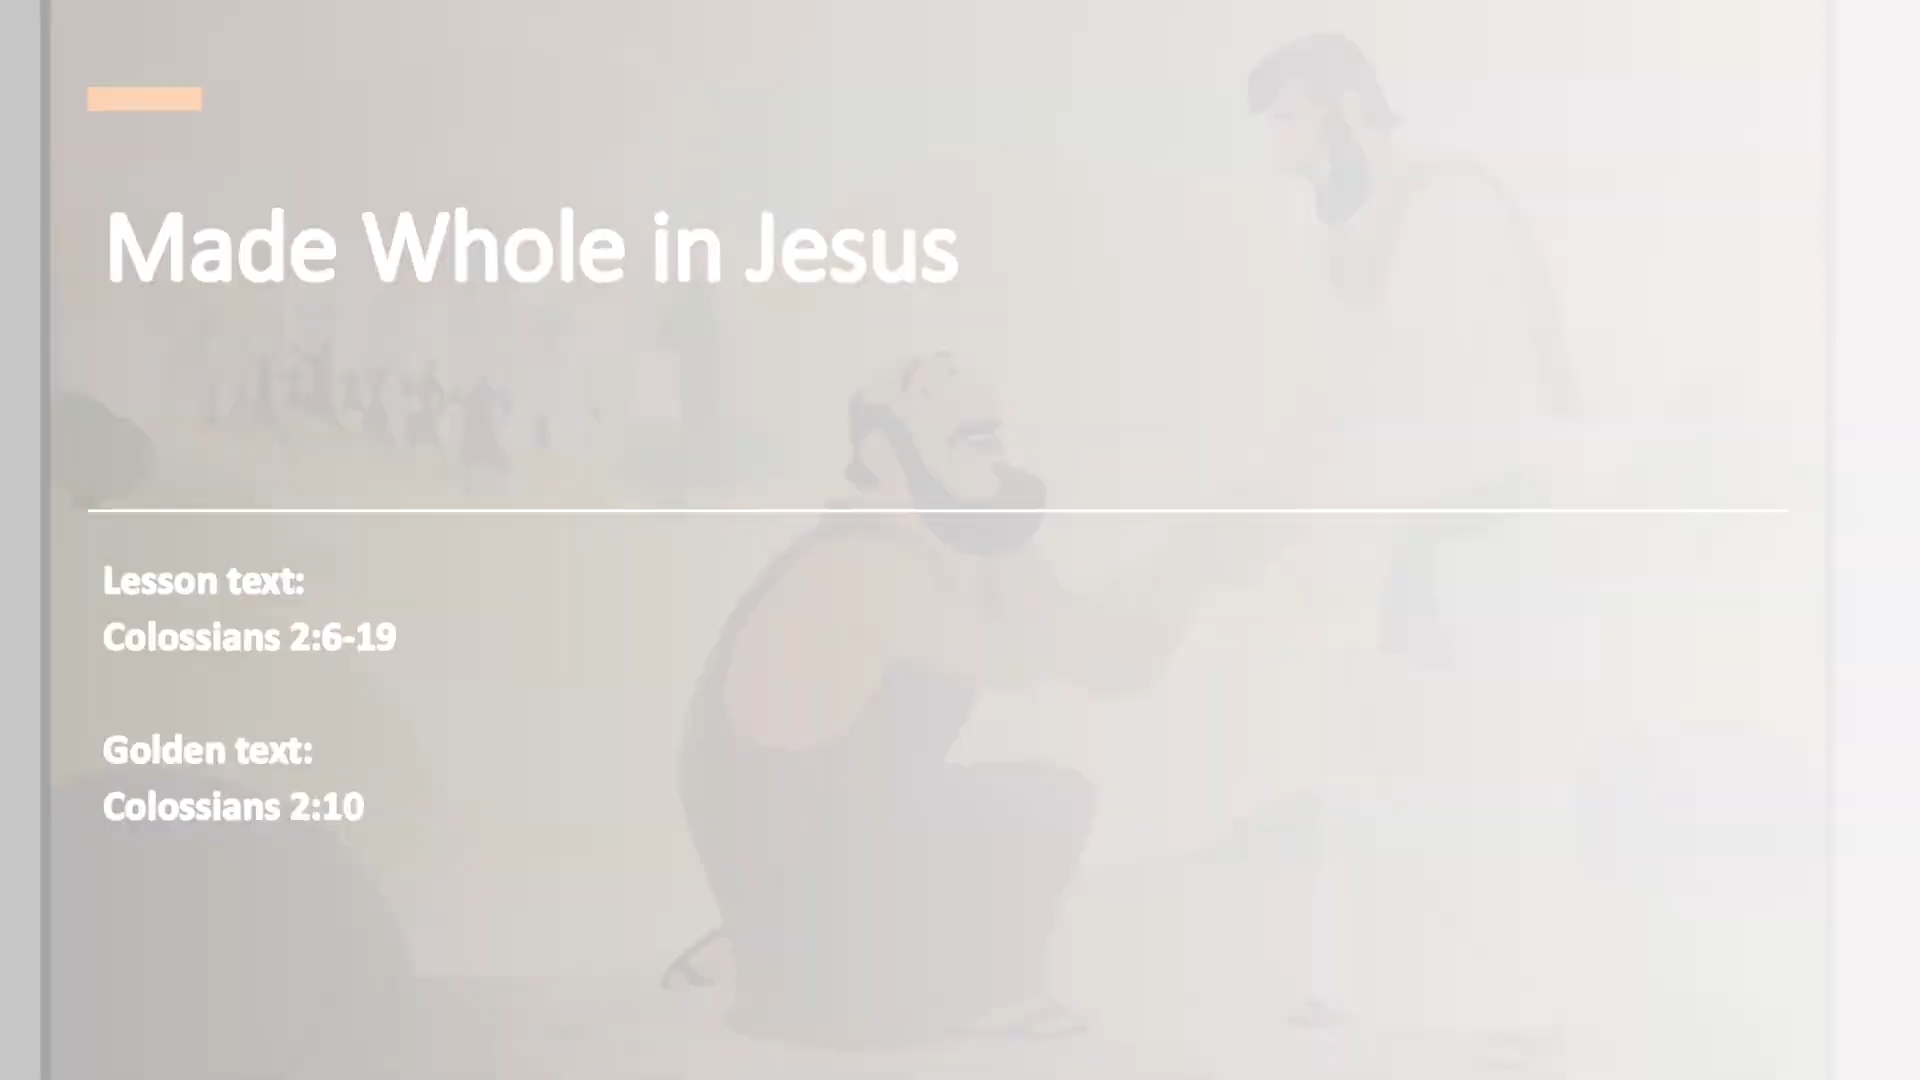 Made Whole in Jesus
Lesson text:
Colossians 2:6-19
Golden text:
Colossians 2:10